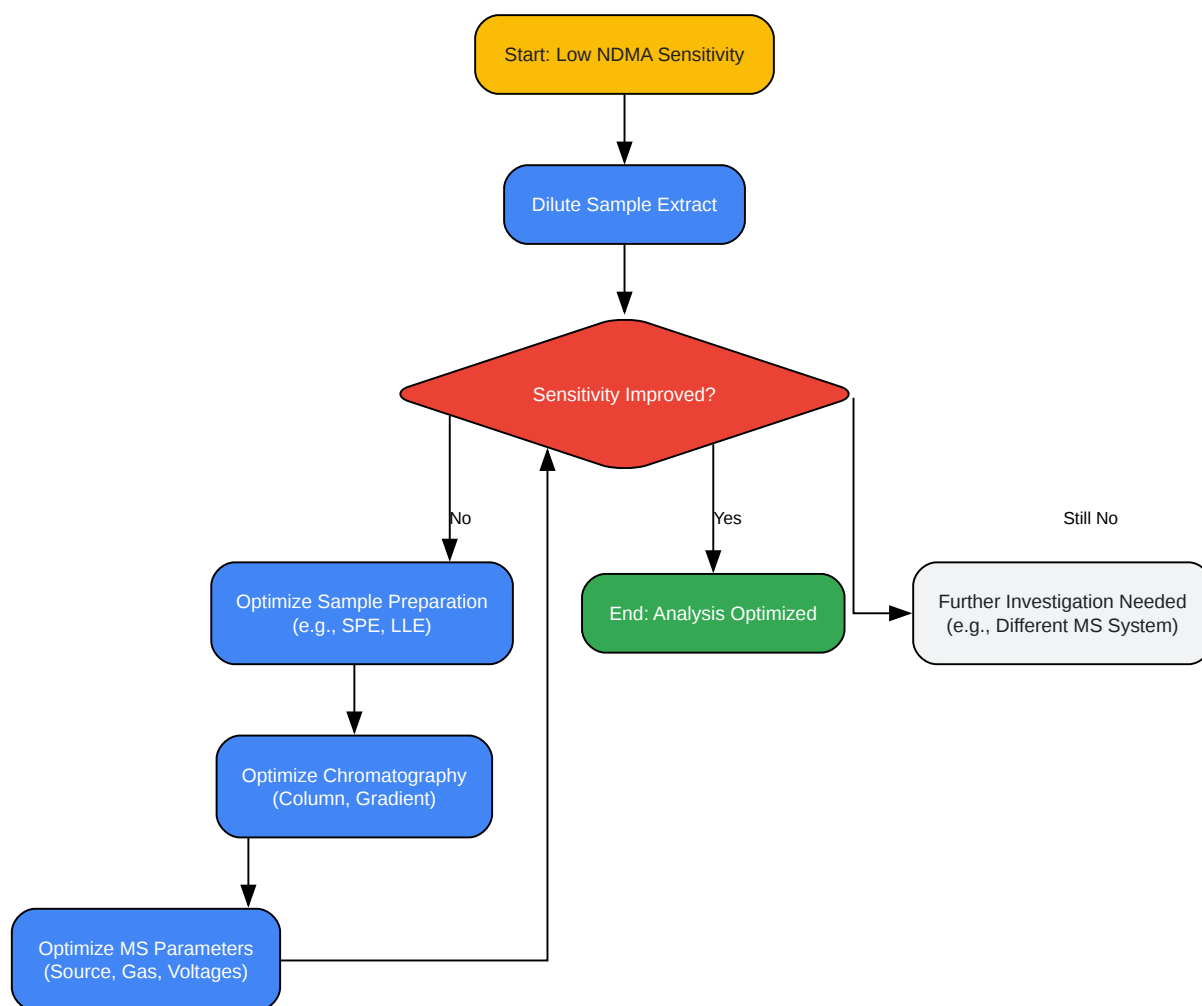 Start: Low NDMA Sensitivity
Dilute Sample Extract
Sensitivity Improved?
No
Yes
Still No
Optimize Sample Preparation
(e.g., SPE, LLE)
End: Analysis Optimized
Further Investigation Needed
(e.g., Different MS System)
Optimize Chromatography
(Column, Gradient)
Optimize MS Parameters
(Source, Gas, Voltages)